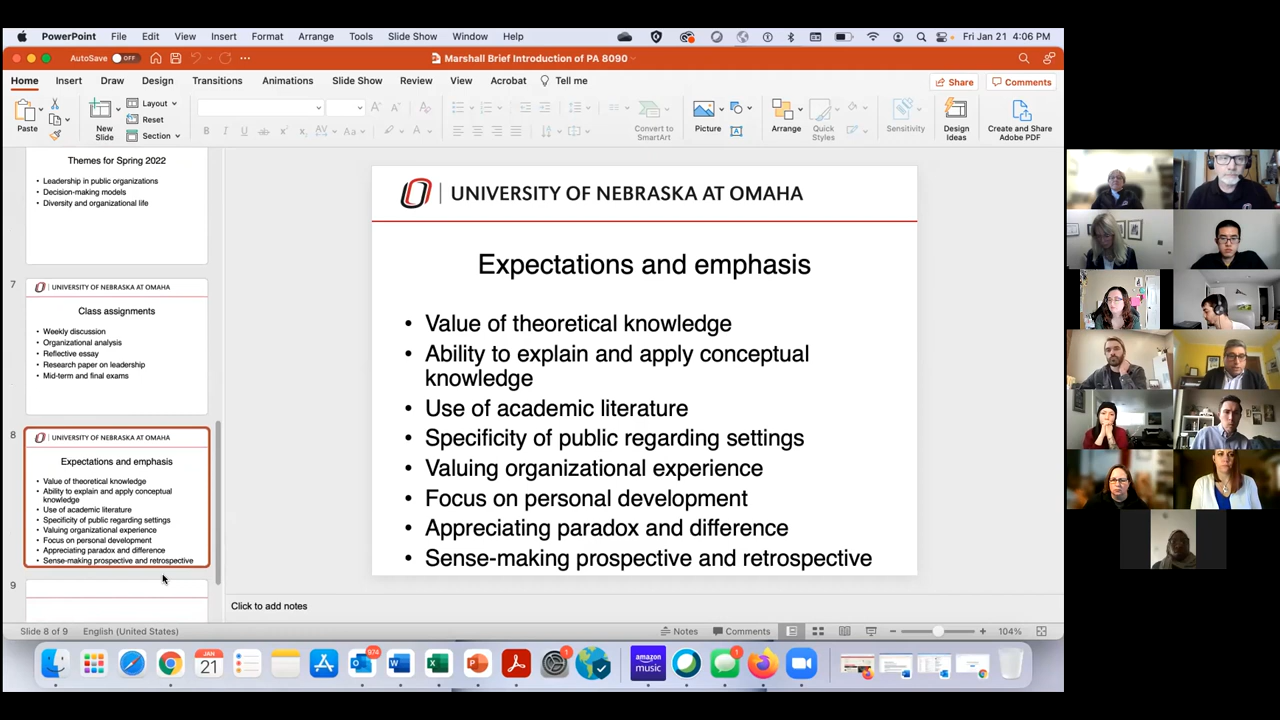 PowerPoint File Edit View Insert Format Arrange Tools Slide Show Window Help Fri Jan 21 4:06 PM
AutoSave OFF Marshall Brief Introduction of PA 8090
Home Insert Draw Design Transitions Animations Slide Show Review View Acrobat Tell me Share Comments
Paste
New
Slide
Layout
Reset
Section
Convert to
SmartArt
Picture
Arrange
Quick
Styles
Sensitivity
Design
Ideas
Create and Share
Adobe PDF
Themes for Spring 2022
• Leadership in public organizations
• Decision-making models
• Diversity and organizational life
7
UNIVERSITY OF NEBRASKA AT OMAHA
Class assignments
• Weekly discussion
• Organizational analysis
• Reflective essay
• Research paper on leadership
• Mid-term and final exams
8
UNIVERSITY OF NEBRASKA AT OMAHA
Expectations and emphasis
• Value of theoretical knowledge
• Ability to explain and apply conceptual
knowledge
• Use of academic literature
• Specificity of public regarding settings
• Valuing organizational experience
• Focus on personal development
• Appreciating paradox and difference
• Sense-making prospective and retrospective
9
UNIVERSITY OF NEBRASKA AT OMAHA
Expectations and emphasis
• Value of theoretical knowledge
• Ability to explain and apply conceptual
knowledge
• Use of academic literature
• Specificity of public regarding settings
• Valuing organizational experience
• Focus on personal development
• Appreciating paradox and difference
• Sense-making prospective and retrospective
Click to add notes
Slide 8 of 9 English (United States) Notes Comments 104%
JAN
21
974
1
amazon
music
1